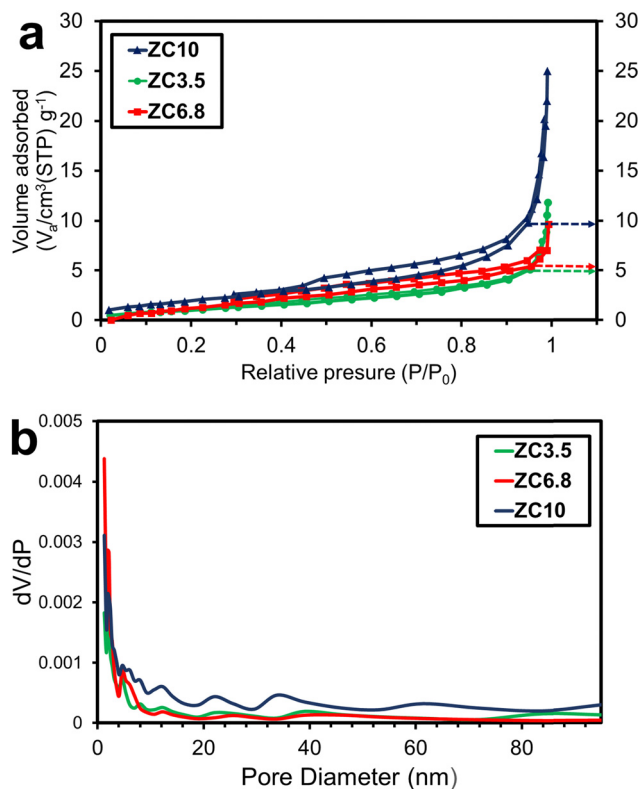 a
ZC10
ZC3.5
ZC6.8
Volume adsorbed
(Vₐ/cm³(STP) g⁻¹)
30
25
20
15
10
5
0
30
25
20
15
10
5
0
0 0.2 0.4 0.6 0.8 1
Relative presure (P/P₀)
b
ZC3.5
ZC6.8
ZC10
dV/dP
0.005
0.004
0.003
0.002
0.001
0
0 20 40 60 80
Pore Diameter (nm)